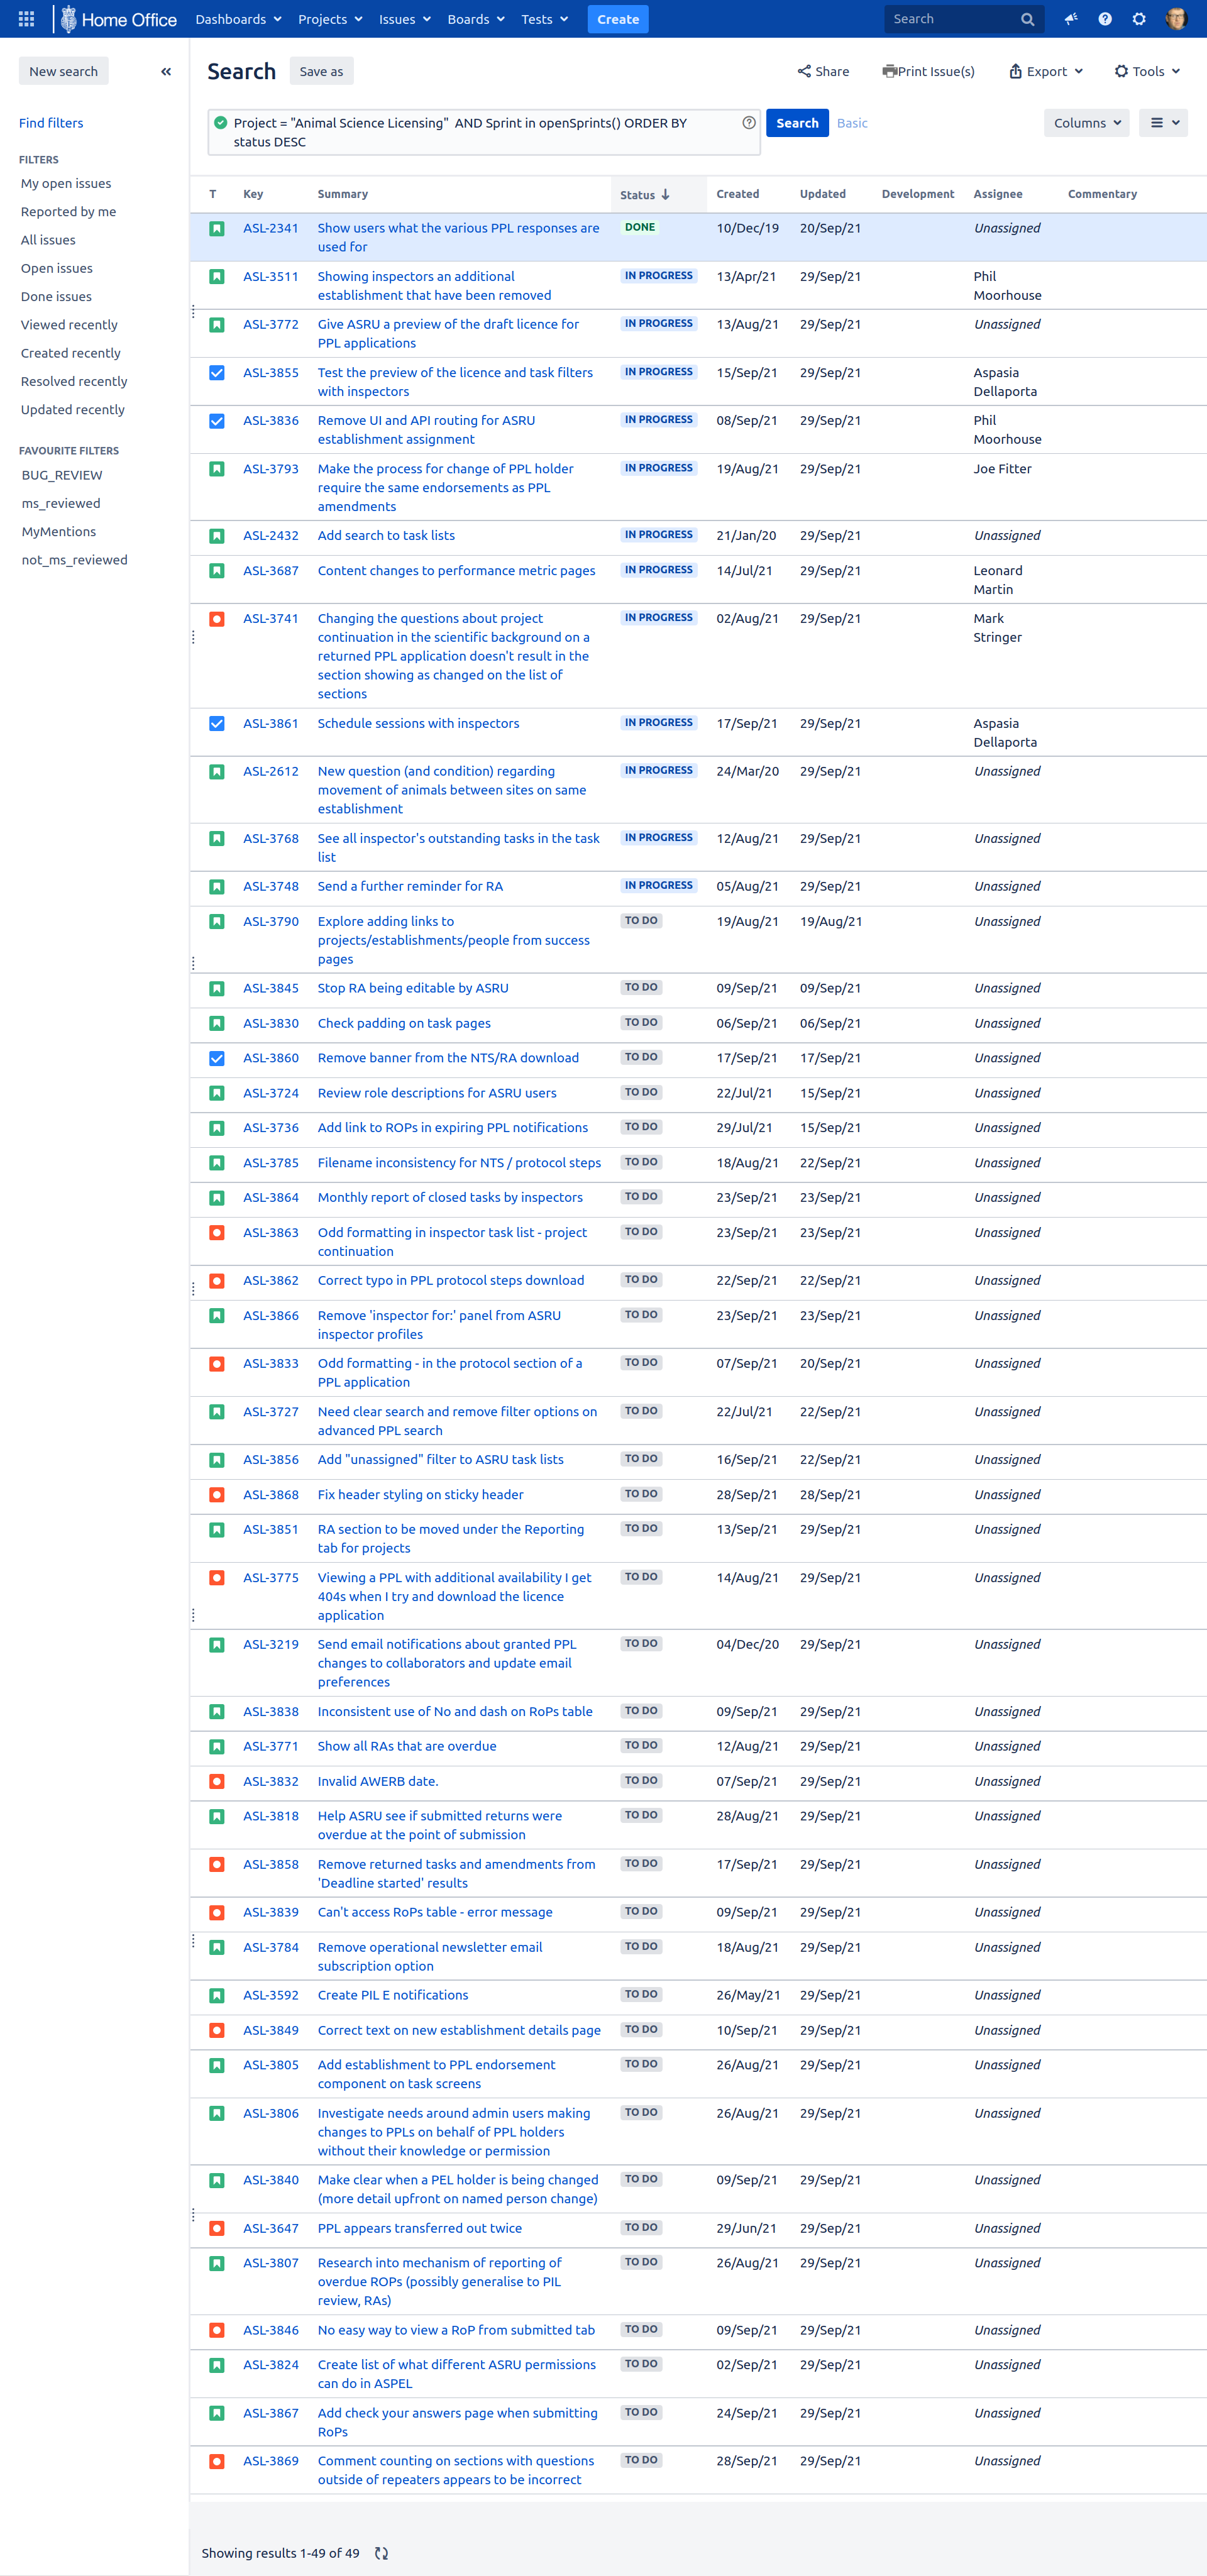 Home Office Dashboards Projects Issues Boards Tests Create Search
New search
Search Save as Share Print Issue(s) Export Tools
Find filters
Project = "Animal Science Licensing" AND Sprint in openSprints() ORDER BY
status DESC
Search Basic Columns
FILTERS
My open issues
Reported by me
All issues
Open issues
Done issues
Viewed recently
Created recently
Resolved recently
Updated recently
FAVOURITE FILTERS
BUG_REVIEW
ms_reviewed
MyMentions
not_ms_reviewed
T Key Summary Status Created Updated Development Assignee Commentary
ASL-2341 Show users what the various PPL responses are DONE 10/Dec/19 20/Sep/21 Unassigned
used for
ASL-3511 Showing inspectors an additional IN PROGRESS 13/Apr/21 29/Sep/21 Phil
establishment that have been removed Moorhouse
ASL-3772 Give ASRU a preview of the draft licence for IN PROGRESS 13/Aug/21 29/Sep/21 Unassigned
PPL applications
ASL-3855 Test the preview of the licence and task filters IN PROGRESS 15/Sep/21 29/Sep/21 Aspasia
with inspectors Dellaporta
ASL-3836 Remove UI and API routing for ASRU IN PROGRESS 08/Sep/21 29/Sep/21 Phil
establishment assignment Moorhouse
ASL-3793 Make the process for change of PPL holder IN PROGRESS 19/Aug/21 29/Sep/21 Joe Fitter
require the same endorsements as PPL
amendments
ASL-2432 Add search to task lists IN PROGRESS 21/Jan/20 29/Sep/21 Unassigned
ASL-3687 Content changes to performance metric pages IN PROGRESS 14/Jul/21 29/Sep/21 Leonard
Martin
ASL-3741 Changing the questions about project IN PROGRESS 02/Aug/21 29/Sep/21 Mark
continuation in the scientific background on a Stringer
returned PPL application doesn't result in the
section showing as changed on the list of
sections
ASL-3861 Schedule sessions with inspectors IN PROGRESS 17/Sep/21 29/Sep/21 Aspasia
Dellaporta
ASL-2612 New question (and condition) regarding IN PROGRESS 24/Mar/20 29/Sep/21 Unassigned
movement of animals between sites on same
establishment
ASL-3768 See all inspector's outstanding tasks in the task IN PROGRESS 12/Aug/21 29/Sep/21 Unassigned
list
ASL-3748 Send a further reminder for RA IN PROGRESS 05/Aug/21 29/Sep/21 Unassigned
ASL-3790 Explore adding links to TO DO 19/Aug/21 19/Aug/21 Unassigned
projects/establishments/people from success
pages
ASL-3845 Stop RA being editable by ASRU TO DO 09/Sep/21 09/Sep/21 Unassigned
ASL-3830 Check padding on task pages TO DO 06/Sep/21 06/Sep/21 Unassigned
ASL-3860 Remove banner from the NTS/RA download TO DO 17/Sep/21 17/Sep/21 Unassigned
ASL-3724 Review role descriptions for ASRU users TO DO 22/Jul/21 15/Sep/21 Unassigned
ASL-3736 Add link to ROPs in expiring PPL notifications TO DO 29/Jul/21 15/Sep/21 Unassigned
ASL-3785 Filename inconsistency for NTS / protocol steps TO DO 18/Aug/21 22/Sep/21 Unassigned
ASL-3864 Monthly report of closed tasks by inspectors TO DO 23/Sep/21 23/Sep/21 Unassigned
ASL-3863 Odd formatting in inspector task list - project TO DO 23/Sep/21 23/Sep/21 Unassigned
continuation
ASL-3862 Correct typo in PPL protocol steps download TO DO 22/Sep/21 22/Sep/21 Unassigned
ASL-3866 Remove 'inspector for:' panel from ASRU TO DO 23/Sep/21 23/Sep/21 Unassigned
inspector profiles
ASL-3833 Odd formatting - in the protocol section of a TO DO 07/Sep/21 20/Sep/21 Unassigned
PPL application
ASL-3727 Need clear search and remove filter options on TO DO 22/Jul/21 22/Sep/21 Unassigned
advanced PPL search
ASL-3856 Add "unassigned" filter to ASRU task lists TO DO 16/Sep/21 22/Sep/21 Unassigned
ASL-3868 Fix header styling on sticky header TO DO 28/Sep/21 28/Sep/21 Unassigned
ASL-3851 RA section to be moved under the Reporting TO DO 13/Sep/21 29/Sep/21 Unassigned
tab for projects
ASL-3775 Viewing a PPL with additional availability I get TO DO 14/Aug/21 29/Sep/21 Unassigned
404s when I try and download the licence
application
ASL-3219 Send email notifications about granted PPL TO DO 04/Dec/20 29/Sep/21 Unassigned
changes to collaborators and update email
preferences
ASL-3838 Inconsistent use of No and dash on RoPs table TO DO 09/Sep/21 29/Sep/21 Unassigned
ASL-3771 Show all RAs that are overdue TO DO 12/Aug/21 29/Sep/21 Unassigned
ASL-3832 Invalid AWERB date. TO DO 07/Sep/21 29/Sep/21 Unassigned
ASL-3818 Help ASRU see if submitted returns were TO DO 28/Aug/21 29/Sep/21 Unassigned
overdue at the point of submission
ASL-3858 Remove returned tasks and amendments from TO DO 17/Sep/21 29/Sep/21 Unassigned
'Deadline started' results
ASL-3839 Can't access RoPs table - error message TO DO 09/Sep/21 29/Sep/21 Unassigned
ASL-3784 Remove operational newsletter email TO DO 18/Aug/21 29/Sep/21 Unassigned
subscription option
ASL-3592 Create PIL E notifications TO DO 26/May/21 29/Sep/21 Unassigned
ASL-3849 Correct text on new establishment details page TO DO 10/Sep/21 29/Sep/21 Unassigned
ASL-3805 Add establishment to PPL endorsement TO DO 26/Aug/21 29/Sep/21 Unassigned
component on task screens
ASL-3806 Investigate needs around admin users making TO DO 26/Aug/21 29/Sep/21 Unassigned
changes to PPLs on behalf of PPL holders
without their knowledge or permission
ASL-3840 Make clear when a PEL holder is being changed TO DO 09/Sep/21 29/Sep/21 Unassigned
(more detail upfront on named person change)
ASL-3647 PPL appears transferred out twice TO DO 29/Jun/21 29/Sep/21 Unassigned
ASL-3807 Research into mechanism of reporting of TO DO 26/Aug/21 29/Sep/21 Unassigned
overdue ROPs (possibly generalise to PIL
review, RAs)
ASL-3846 No easy way to view a RoP from submitted tab TO DO 09/Sep/21 29/Sep/21 Unassigned
ASL-3824 Create list of what different ASRU permissions TO DO 02/Sep/21 29/Sep/21 Unassigned
can do in ASPEL
ASL-3867 Add check your answers page when submitting TO DO 24/Sep/21 29/Sep/21 Unassigned
RoPs
ASL-3869 Comment counting on sections with questions TO DO 28/Sep/21 29/Sep/21 Unassigned
outside of repeaters appears to be incorrect
Showing results 1-49 of 49